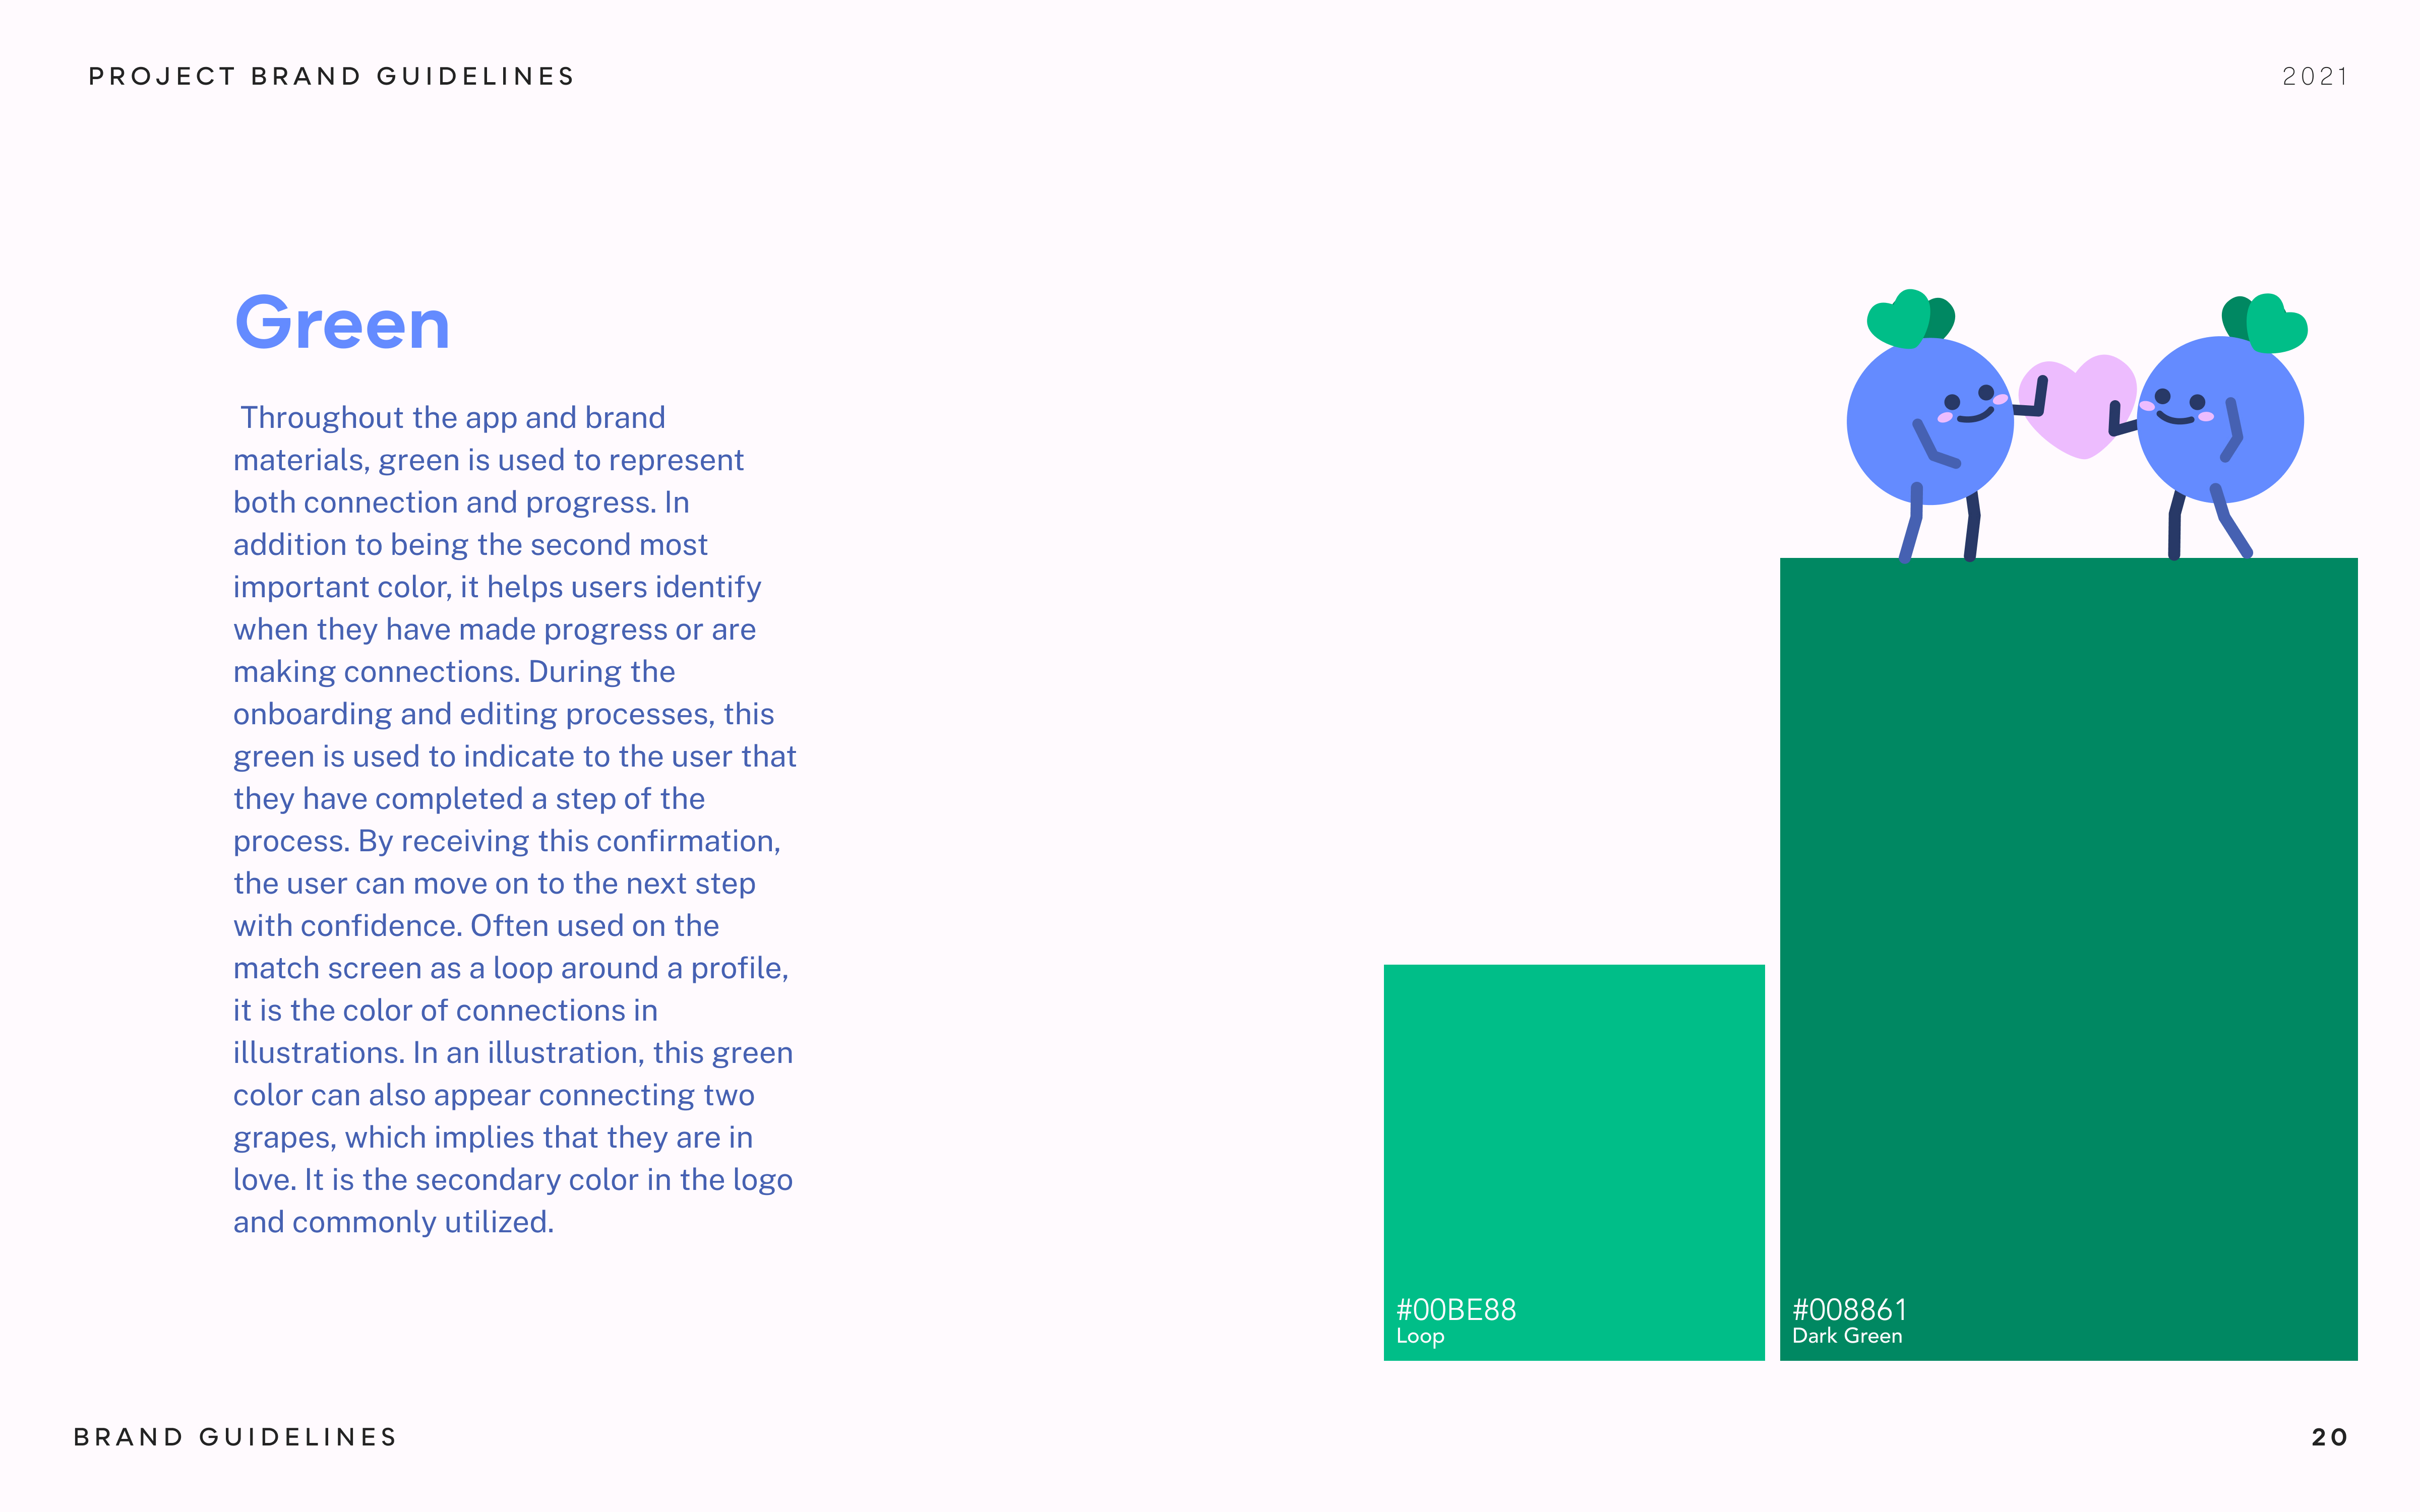 PROJECT BRAND GUIDELINES
2021
Green
Throughout the app and brand
materials, green is used to represent
both connection and progress. In
addition to being the second most
important color, it helps users identify
when they have made progress or are
making connections. During the
onboarding and editing processes, this
green is used to indicate to the user that
they have completed a step of the
process. By receiving this confirmation,
the user can move on to the next step
with confidence. Often used on the
match screen as a loop around a profile,
it is the color of connections in
illustrations. In an illustration, this green
color can also appear connecting two
grapes, which implies that they are in
love. It is the secondary color in the logo
and commonly utilized.
#00BE88
Loop
#008861
Dark Green
BRAND GUIDELINES
20